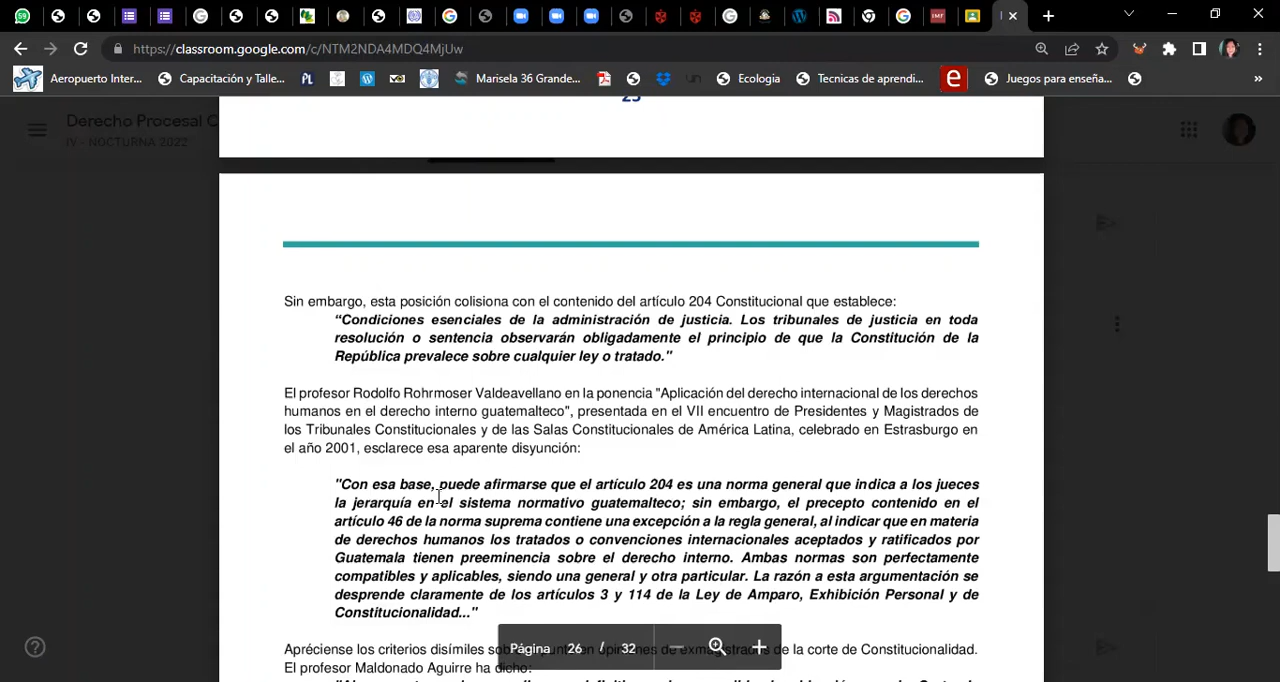 https://classroom.google.com/c/NTM2NDA4MDQ4MjUw
Aeropuerto Inter...
Capacitación y Talle...
Marisela 36 Grande...
Ecologia
Tecnicas de aprendi...
Juegos para enseña...
»
Derecho Procesal C
IV - NOCTURNA 2022
25
Sin embargo, esta posición colisiona con el contenido del artículo 204 Constitucional que establece:
“Condiciones esenciales de la administración de justicia. Los tribunales de justicia en toda
resolución o sentencia observarán obligadamente el principio de que la Constitución de la
República prevalece sobre cualquier ley o tratado."
El profesor Rodolfo Rohrmoser Valdeavellano en la ponencia "Aplicación del derecho internacional de los derechos
humanos en el derecho interno guatemalteco", presentada en el VII encuentro de Presidentes y Magistrados de
los Tribunales Constitucionales y de las Salas Constitucionales de América Latina, celebrado en Estrasburgo en
el año 2001, esclarece esa aparente disyunción:
"Con esa base, puede afirmarse que el artículo 204 es una norma general que indica a los jueces
la jerarquía en el sistema normativo guatemalteco; sin embargo, el precepto contenido en el
artículo 46 de la norma suprema contiene una excepción a la regla general, al indicar que en materia
de derechos humanos los tratados o convenciones internacionales aceptados y ratificados por
Guatemala tienen preeminencia sobre el derecho interno. Ambas normas son perfectamente
compatibles y aplicables, siendo una general y otra particular. La razón a esta argumentación se
desprende claramente de los artículos 3 y 114 de la Ley de Amparo, Exhibición Personal y de
Constitucionalidad..."
Apréciense los criterios disímiles de la corte de Constitucionalidad.
El profesor Maldonado Aguirre ha dicho:
Página 26 / 32